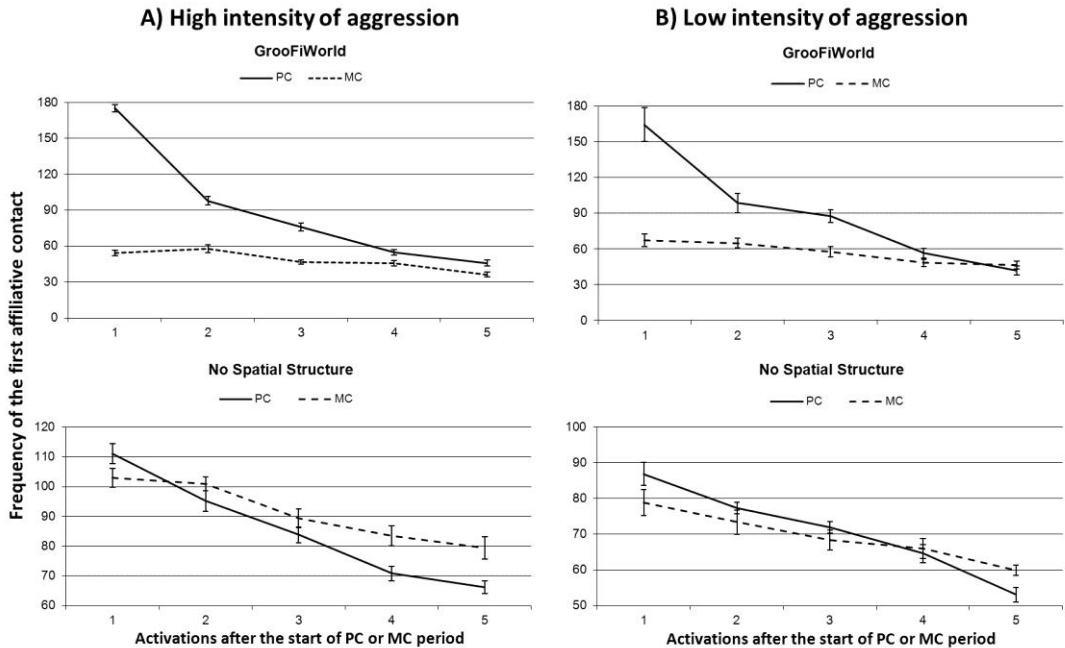 A) High intensity of aggression
B) Low intensity of aggression
Frequency of the first affiliative contact
GrooFiWorld
PC MC
180
150
120
90
60
30
0
1 2 3 4 5
GrooFiWorld
PC MC
180
150
120
90
60
30
0
1 2 3 4 5
No Spatial Structure
PC MC
120
110
100
90
80
70
60
1 2 3 4 5
Activations after the start of PC or MC period
No Spatial Structure
PC MC
100
90
80
70
60
50
1 2 3 4 5
Activations after the start of PC or MC period